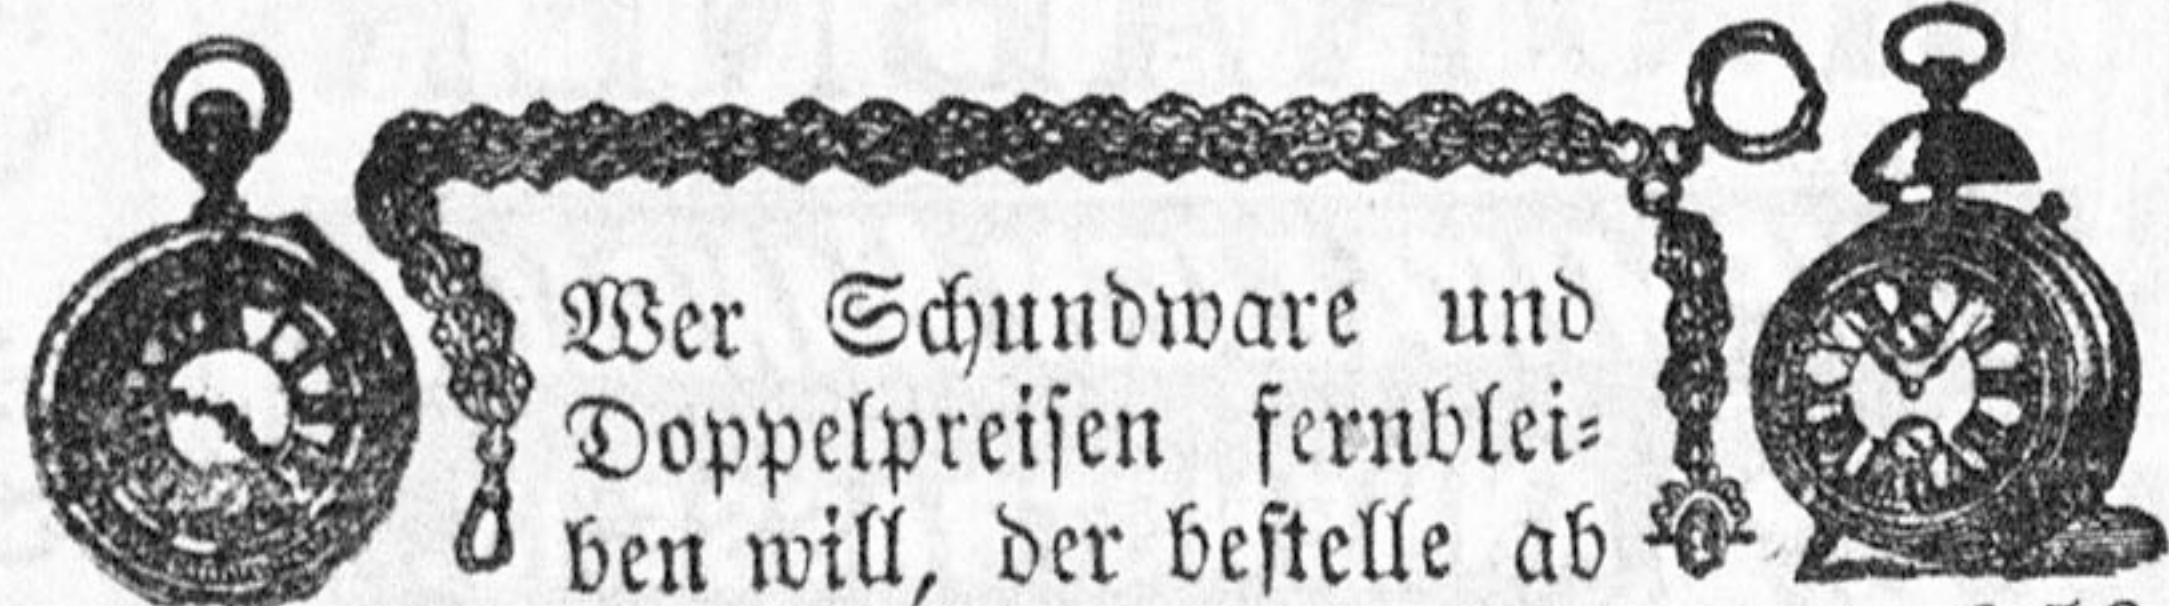 Wer Schundware und
Doppelpreiſen fernblei⸗
ben will, der beſtelle ab